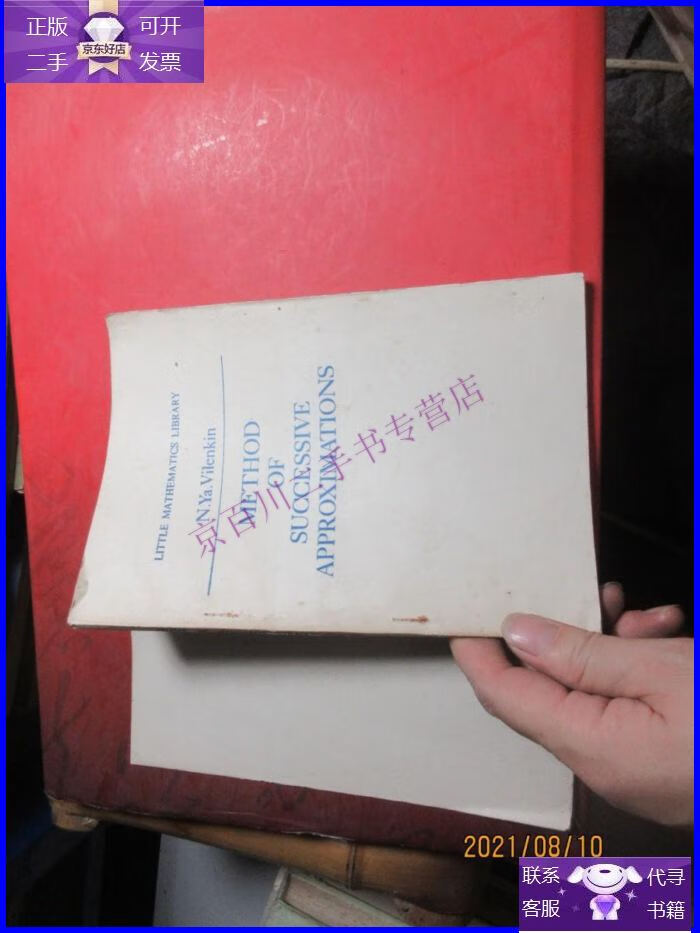 正版 可开
京东好店
二手 发票
LITTLE MATHEMATICS LIBRARY
N.Ya.Vilenkin
METHOD
OF
SUCCESSIVE
APPROXIMATIONS
京百川二手书专营店
2021/08/10
联系 代寻
客服 书籍